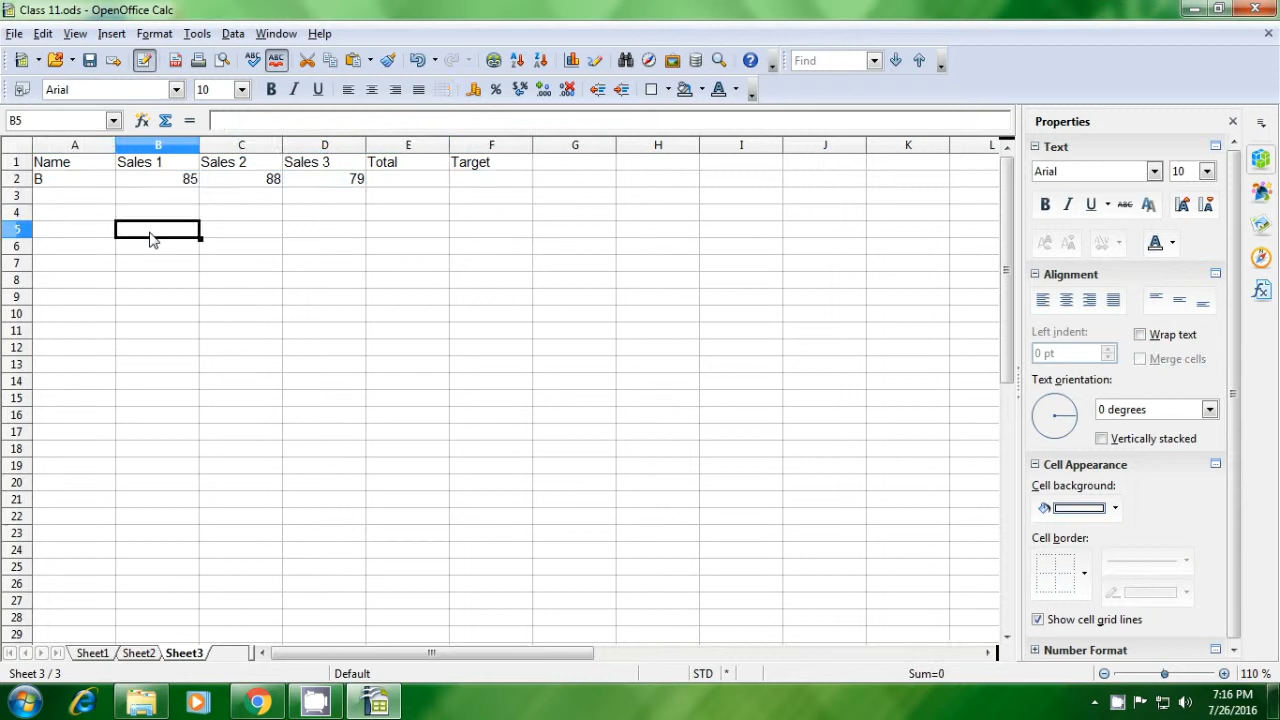 Class 11.ods - OpenOffice Calc
File Edit View Insert Format Tools Data Window Help
Find
Arial 10
B5
A B C D E F G H I J K L
1 Name Sales 1 Sales 2 Sales 3 Total Target
2 B 85 88 79
3
4
5
6
7
8
9
10
11
12
13
14
15
16
17
18
19
20
21
22
23
24
25
26
27
28
29
Properties
Text
Arial 10
Alignment
Left indent:
0 pt
Wrap text
Merge cells
Text orientation:
0 degrees
Vertically stacked
Cell Appearance
Cell background:
Cell border:
Show cell grid lines
Number Format
Sheet1 Sheet2 Sheet3
Sheet 3 / 3 Default STD * Sum=0 110 %
7:16 PM
7/26/2016